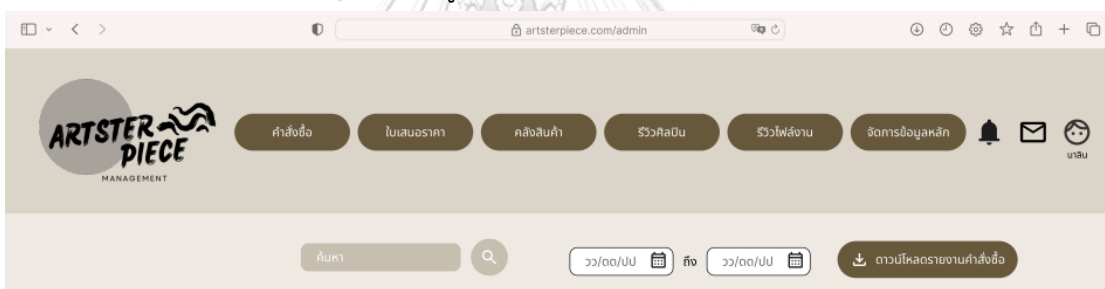 artsterpiece.com/admin
ARTSTER
PIECE
MANAGEMENT
คำสั่งซื้อ
ใบเสนอราคา
คลังสินค้า
รีวิวศิลปิน
รีวิวไฟล์งาน
จัดการข้อมูลหลัก
นาลิน
ค้นหา
วว/ดด/ปป ถึง วว/ดด/ปป
ดาวน์โหลดรายงานคำสั่งซื้อ